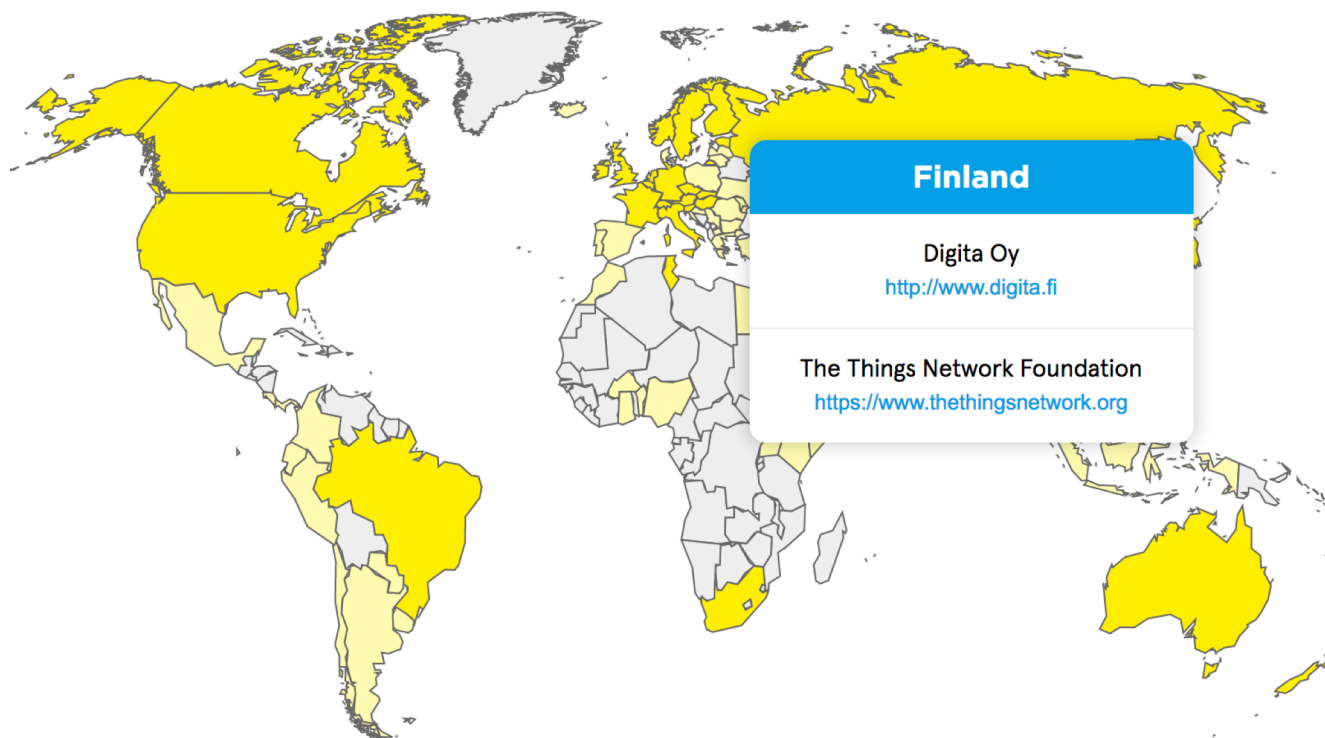 Finland
Digita Oy
http://www.digita.fi
The Things Network Foundation
https://www.thethingsnetwork.org